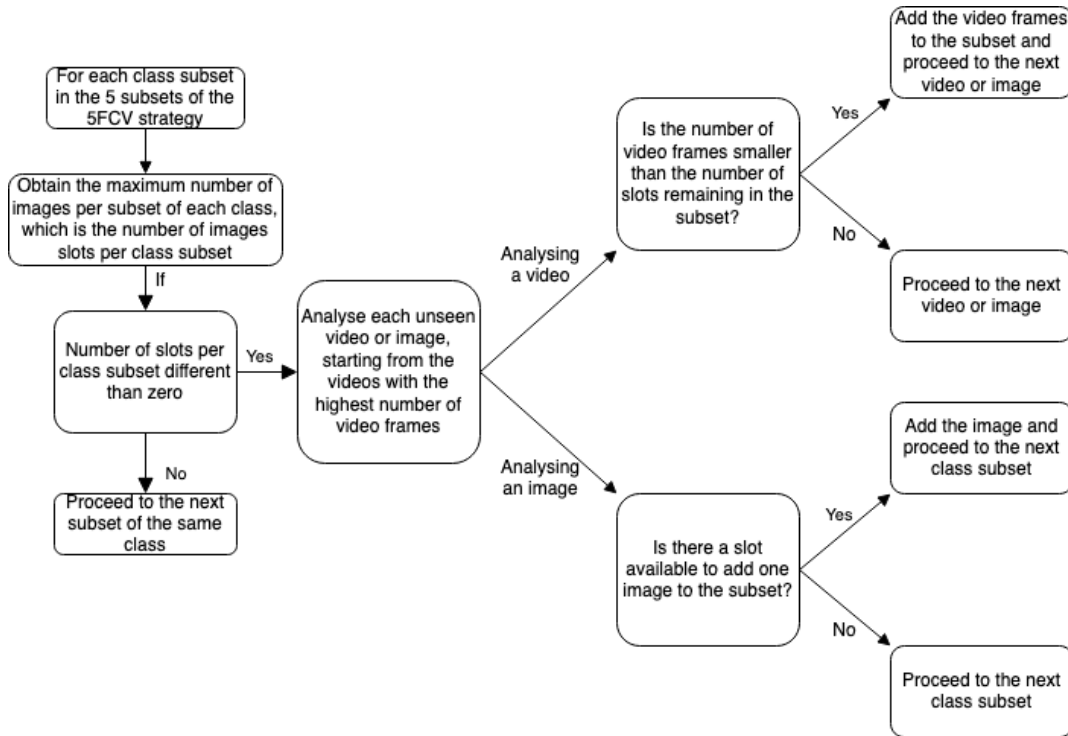 For each class subset
in the 5 subsets of the
5FCV strategy
Obtain the maximum number of
images per subset of each class,
which is the number of images
slots per class subset
If
Number of slots per
class subset different
than zero
Yes
No
Proceed to the next
subset of the same
class
Analyse each unseen
video or image,
starting from the
videos with the
highest number of
video frames
Analysing
a video
Analysing
an image
Is the number of
video frames smaller
than the number of
slots remaining in the
subset?
Yes
No
Add the video frames
to the subset and
proceed to the next
video or image
Proceed to the next
video or image
Is there a slot
available to add one
image to the subset?
Yes
No
Add the image and
proceed to the next
class subset
Proceed to the next
class subset